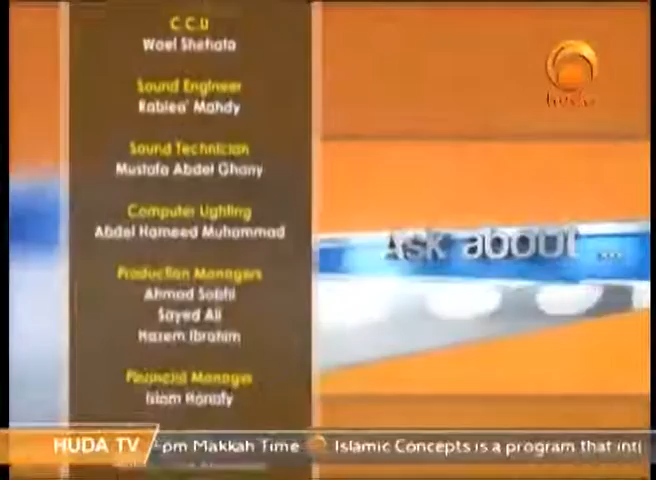 C C U
Wael Shehata
Sound Engineer
Rabiea' Mahdy
Sound Technician
Mustafa Abdel Ghany
Computer Lighting
Abdel Hameed Muhammad
Production Managers
Ahmad Sobhi
Sayed Ali
Hazem Ibrahim
Financial Manager
Islam Hanafy
huda
Ask about ...
HUDA TV
pm Makkah Time
Islamic Concepts is a program that int